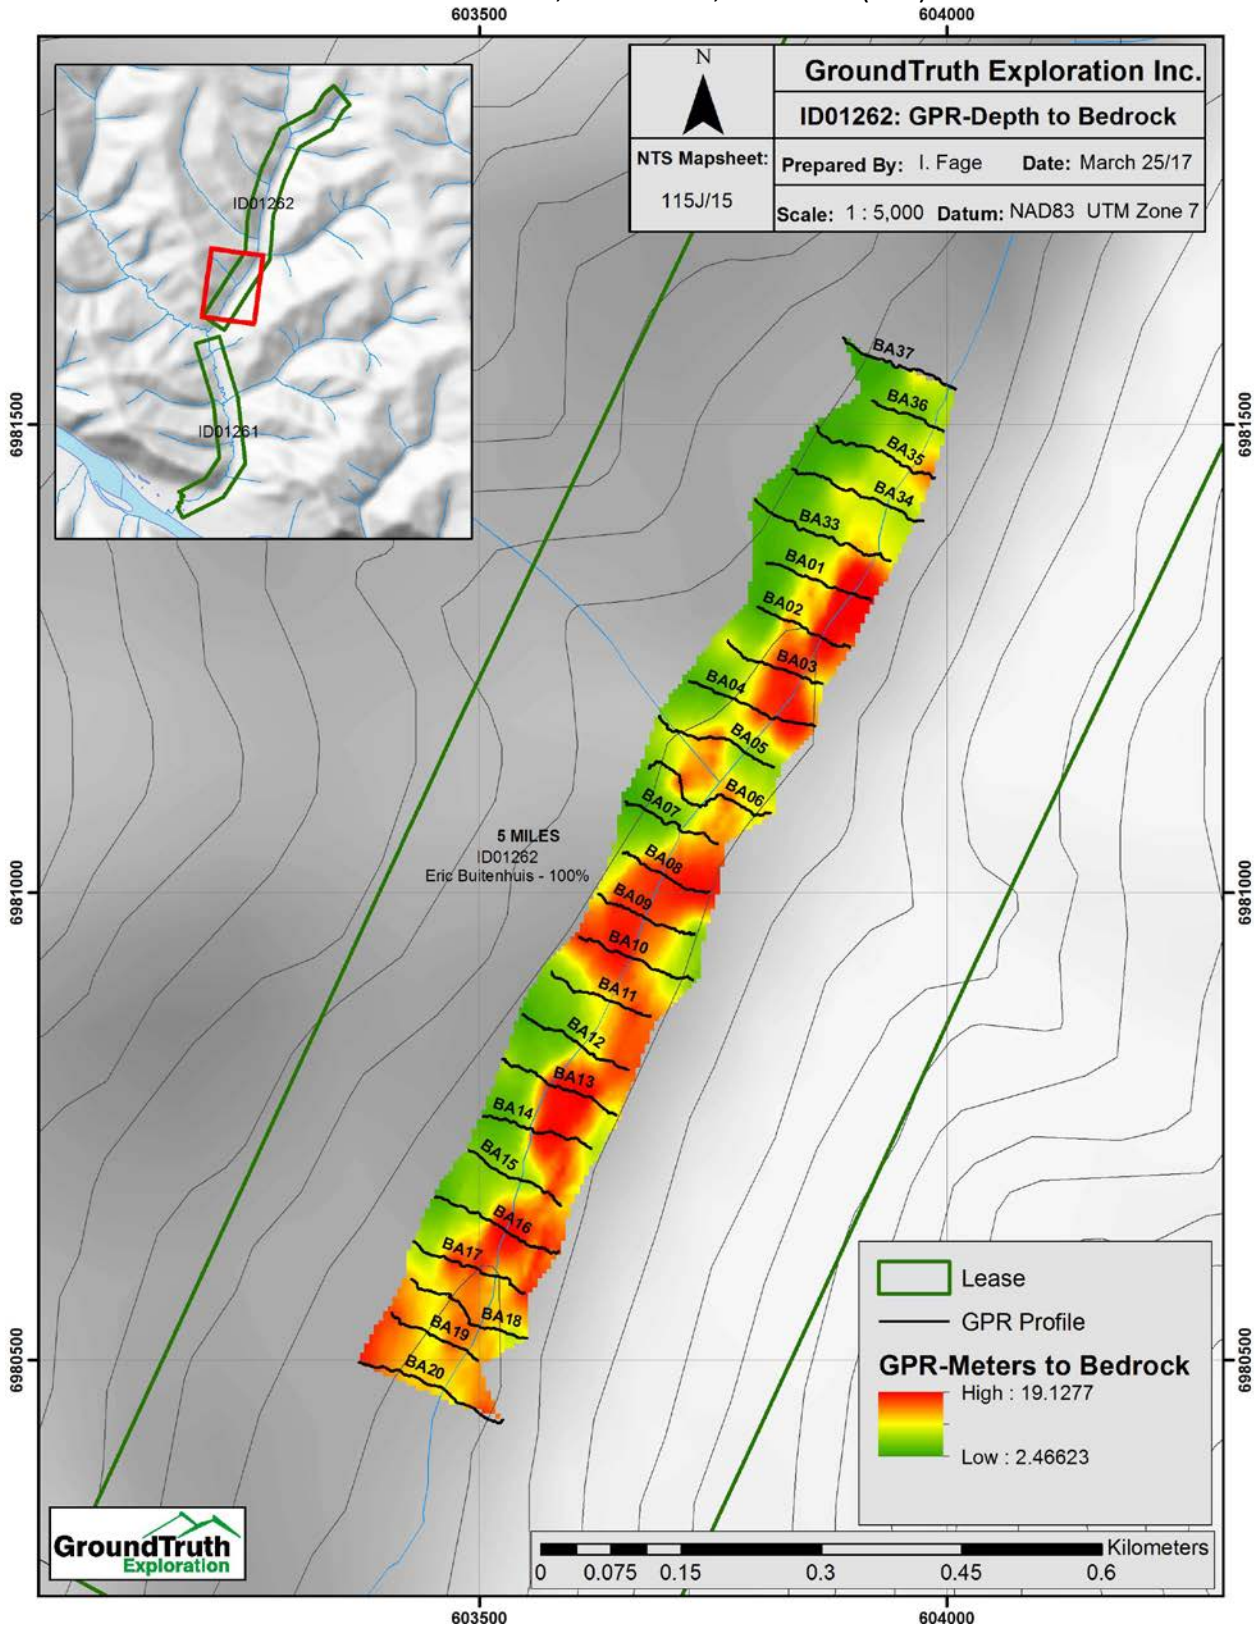 603500
604000
GroundTruth Exploration Inc.
ID01262: GPR-Depth to Bedrock
N
NTS Mapsheet:
115J/15
Prepared By: I. Fage Date: March 25/17
Scale: 1 : 5,000 Datum: NAD83 UTM Zone 7
ID01262
ID01261
6981500
6981500
BA37
BA36
BA35
BA34
BA33
BA01
BA02
BA03
BA04
BA05
BA06
BA07
5 MILES
ID01262
Eric Buitenhuis - 100%
6981000
6981000
BA08
BA09
BA10
BA11
BA12
BA13
BA14
BA15
BA16
BA17
BA18
BA19
BA20
6980500
6980500
Lease
GPR Profile
GPR-Meters to Bedrock
High : 19.1277
Low : 2.46623
GroundTruth
Exploration
Kilometers
0 0.075 0.15 0.3 0.45 0.6
603500
604000